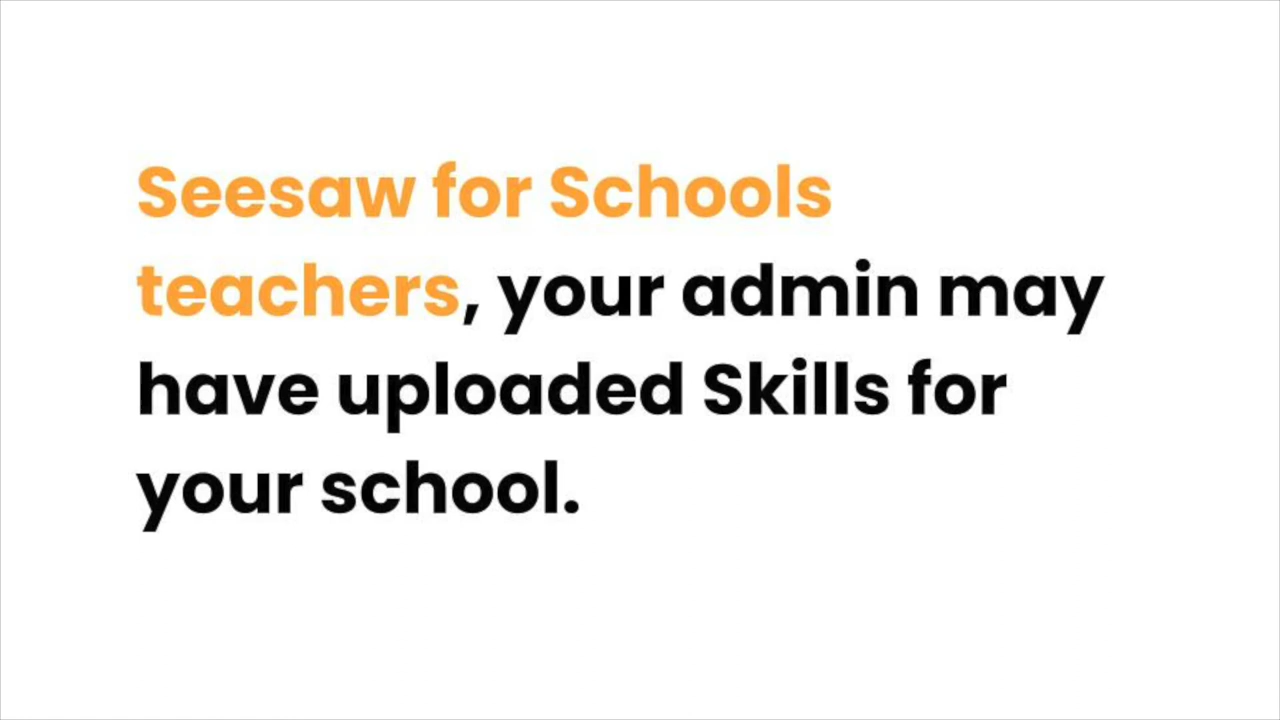 Seesaw for Schools
teachers, your admin may
have uploaded Skills for
your school.